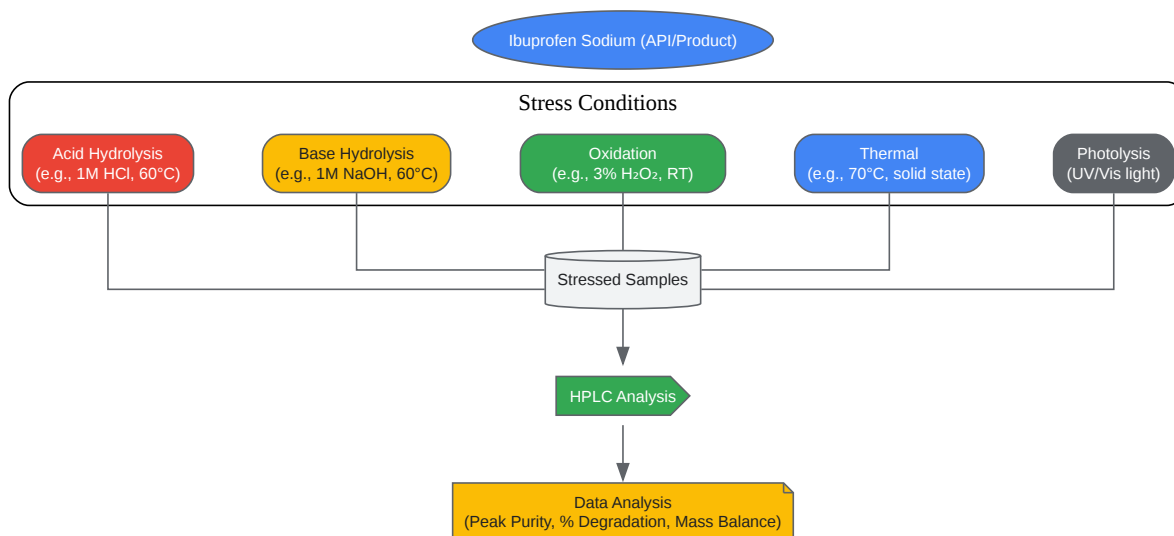 Ibuprofen Sodium (API/Product)
Stress Conditions
Acid Hydrolysis
(e.g., 1M HCl, 60°C)
Base Hydrolysis
(e.g., 1M NaOH, 60°C)
Oxidation
(e.g., 3% H₂O₂, RT)
Thermal
(e.g., 70°C, solid state)
Photolysis
(UV/Vis light)
Stressed Samples
HPLC Analysis
Data Analysis
(Peak Purity, % Degradation, Mass Balance)